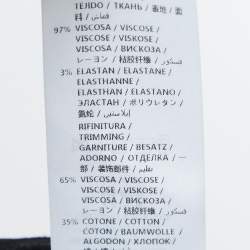 TEJIDO / ТКАНЬ / 面
料 / قماش /
97% VISCOSA / VISCOSE /
VISCOSE / VISKOSE /
VISCOSA / ВИСКОЗА /
レーヨン / 粘胶纤维 / فسكوز
3% ELASTAN / ELASTANE /
ELASTHANNE /
ELASTHAN / ELASTANO /
ЭЛАСТАН / ポリウレタン /
氨纶 / إيلاستين
RIFINITURA /
TRIMMING /
GARNITURE / BESATZ /
ADORNO / ОТДЕЛКА / ー
部 / 装饰部件 / تطعيم
65% VISCOSA / VISCOSE /
VISCOSE / VISKOSE /
VISCOSA / ВИСКОЗА /
レーヨン / 粘胶纤维 / فسكوز
35% COTONE / COTTON /
COTON / BAUMWOLLE /
ALGODÓN / ХЛОПОК /